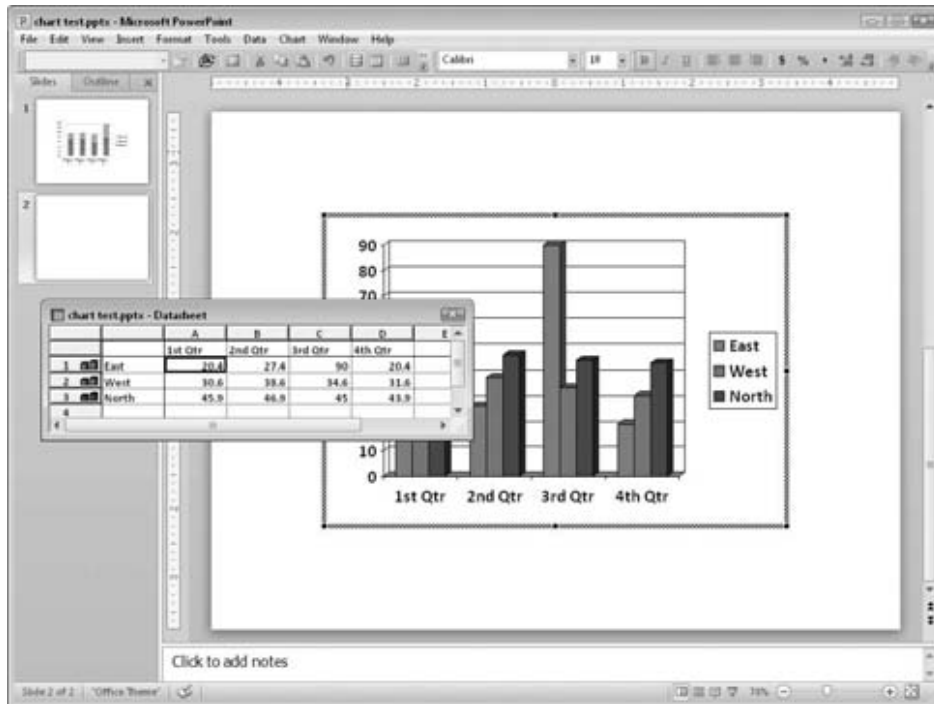 chart test.pptx - Microsoft PowerPoint
File Edit View Insert Format Tools Data Chart Window Help
Calibri 18 B I U $ % ,
Slides Outline
1
2
90
80
70
10
0
1st Qtr 2nd Qtr 3rd Qtr 4th Qtr
East
West
North
chart test.pptx - Datasheet
A B C D E
1st Qtr 2nd Qtr 3rd Qtr 4th Qtr
1 East 20.4 27.4 90 20.4
2 West 30.6 38.6 34.6 31.6
3 North 45.9 46.9 45 43.9
4
Click to add notes
Slide 2 of 2 "Office Theme" 70%